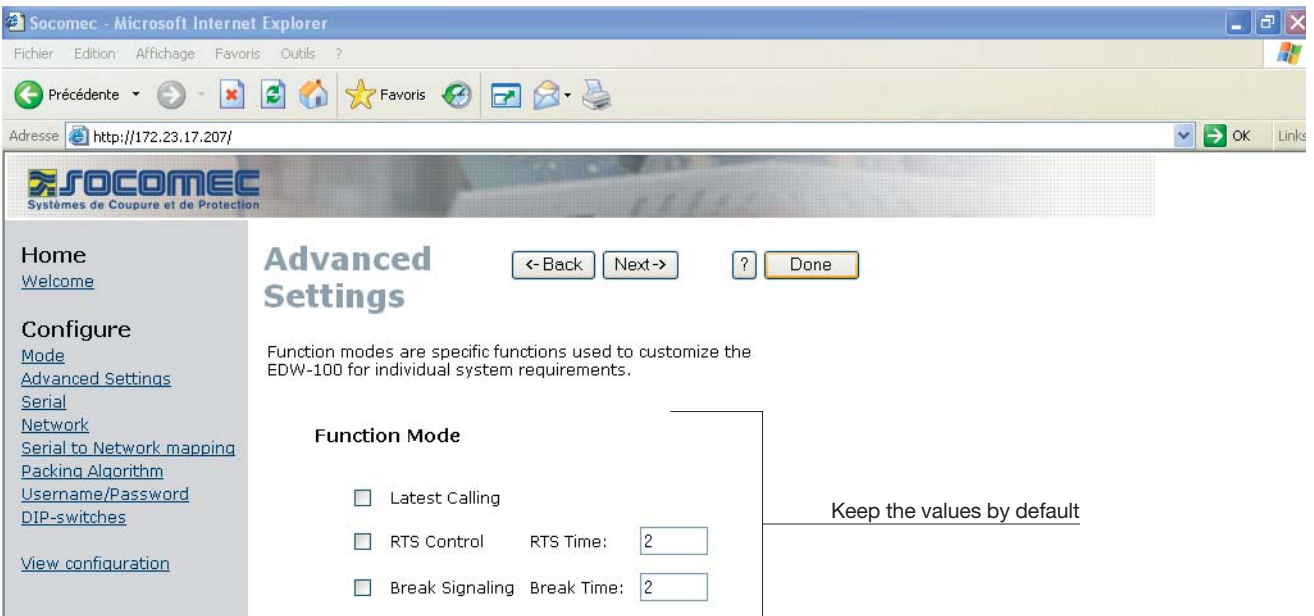 Socomec - Microsoft Internet Explorer
Fichier Edition Affichage Favoris Outils ?
Précédente Favoris
Adresse http://172.23.17.207/ OK Links
SOCOMEC
Systèmes de Coupure et de Protection
Home
Welcome
Configure
Mode
Advanced Settings
Serial
Network
Serial to Network mapping
Packing Algorithm
Username/Password
DIP-switches
View configuration
Advanced
Settings
<-Back Next-> ? Done
Function modes are specific functions used to customize the
EDW-100 for individual system requirements.
Function Mode
Latest Calling
RTS Control RTS Time: 2
Break Signaling Break Time: 2
Keep the values by default